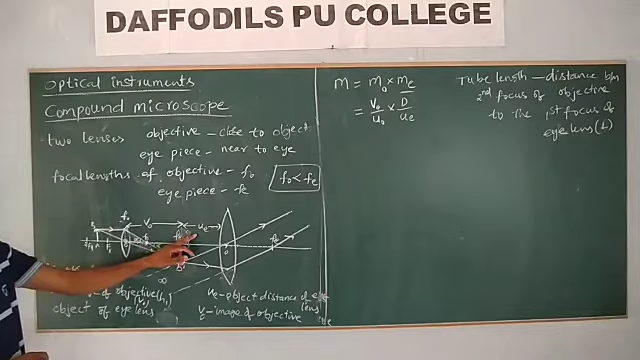 DAFFODILS PU COLLEGE
Optical instruments
Compound microscope
two lenses objective - close to object
eye piece - near to eye
focal lengths of objective - fo
eye piece - fe
fo < fe
M = mo × me
= Vo/uo × D/ue
Tube length - distance b/n
2nd focus of objective
to the 1st focus of
eye lens (L)
fo
Vo
ue
fe
of objective
object of eye lens
ue - object distance of eye lens
image of objective